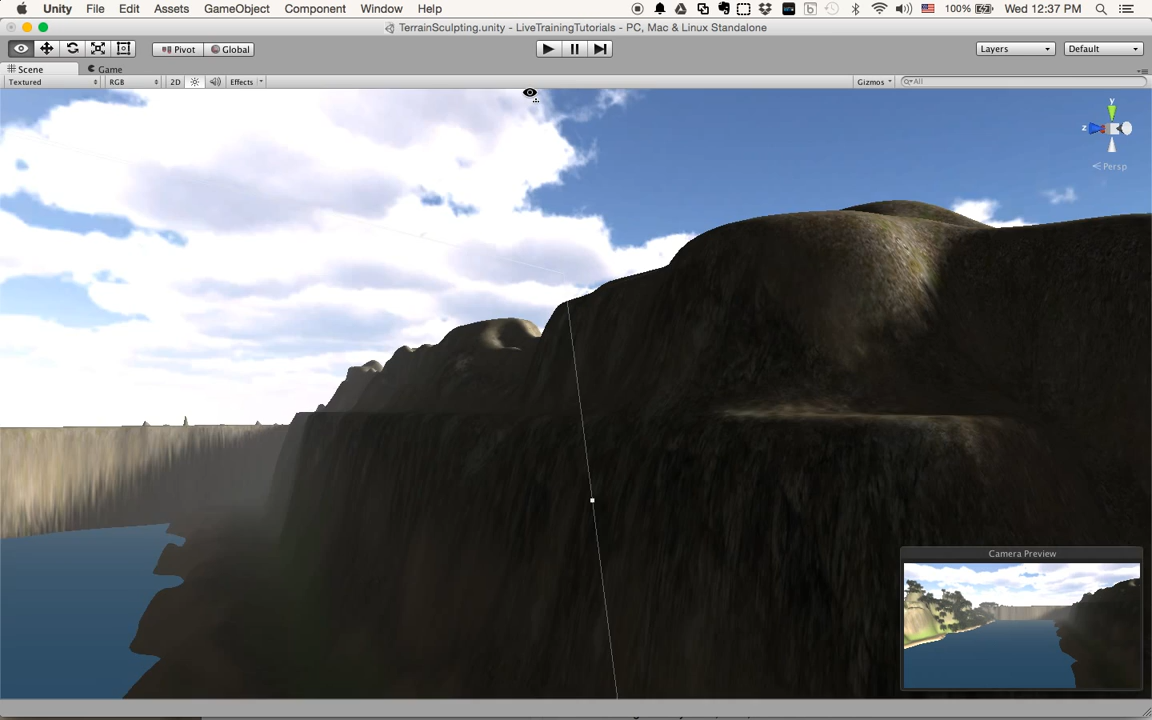 Unity File Edit Assets GameObject Component Window Help 100% Wed 12:37 PM
TerrainSculpting.unity - LiveTrainingTutorials - PC, Mac & Linux Standalone
Pivot Global Layers Default
Scene Game
Textured RGB 2D Effects Gizmos All
y
z
Persp
Camera Preview